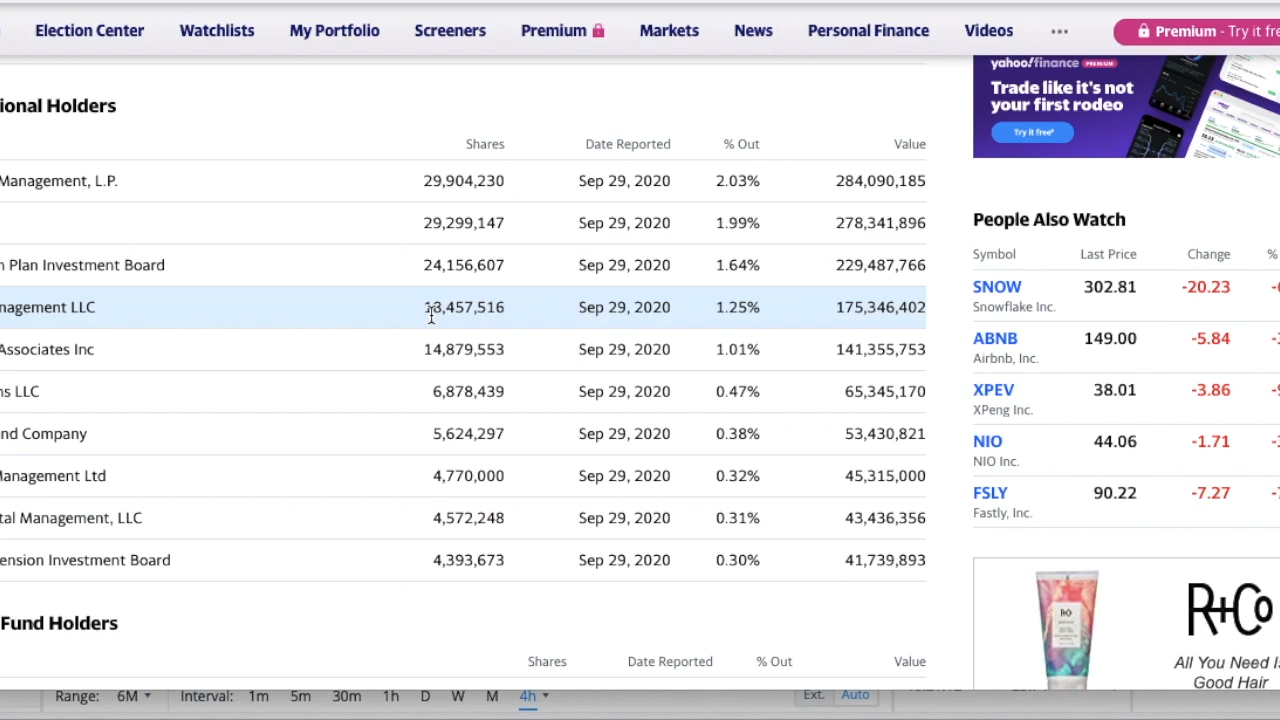 Election Center Watchlists My Portfolio Screeners Premium Markets News Personal Finance Videos ••• Premium - Try it fre
yahoo!finance PREMIUM
Trade like it's not
your first rodeo
Try it free*
ional Holders
Shares Date Reported % Out Value
Management, L.P. 29,904,230 Sep 29, 2020 2.03% 284,090,185
29,299,147 Sep 29, 2020 1.99% 278,341,896
n Plan Investment Board 24,156,607 Sep 29, 2020 1.64% 229,487,766
nagement LLC 18,457,516 Sep 29, 2020 1.25% 175,346,402
Associates Inc 14,879,553 Sep 29, 2020 1.01% 141,355,753
ns LLC 6,878,439 Sep 29, 2020 0.47% 65,345,170
nd Company 5,624,297 Sep 29, 2020 0.38% 53,430,821
Management Ltd 4,770,000 Sep 29, 2020 0.32% 45,315,000
tal Management, LLC 4,572,248 Sep 29, 2020 0.31% 43,436,356
ension Investment Board 4,393,673 Sep 29, 2020 0.30% 41,739,893
Fund Holders
Shares Date Reported % Out Value
People Also Watch
Symbol Last Price Change %
SNOW 302.81 -20.23
Snowflake Inc.
ABNB 149.00 -5.84
Airbnb, Inc.
XPEV 38.01 -3.86
XPeng Inc.
NIO 44.06 -1.71
NIO Inc.
FSLY 90.22 -7.27
Fastly, Inc.
R+Co
R+Co
All You Need Is
Good Hair
Range: 6M Interval: 1m 5m 30m 1h D W M 4h Ext. Auto